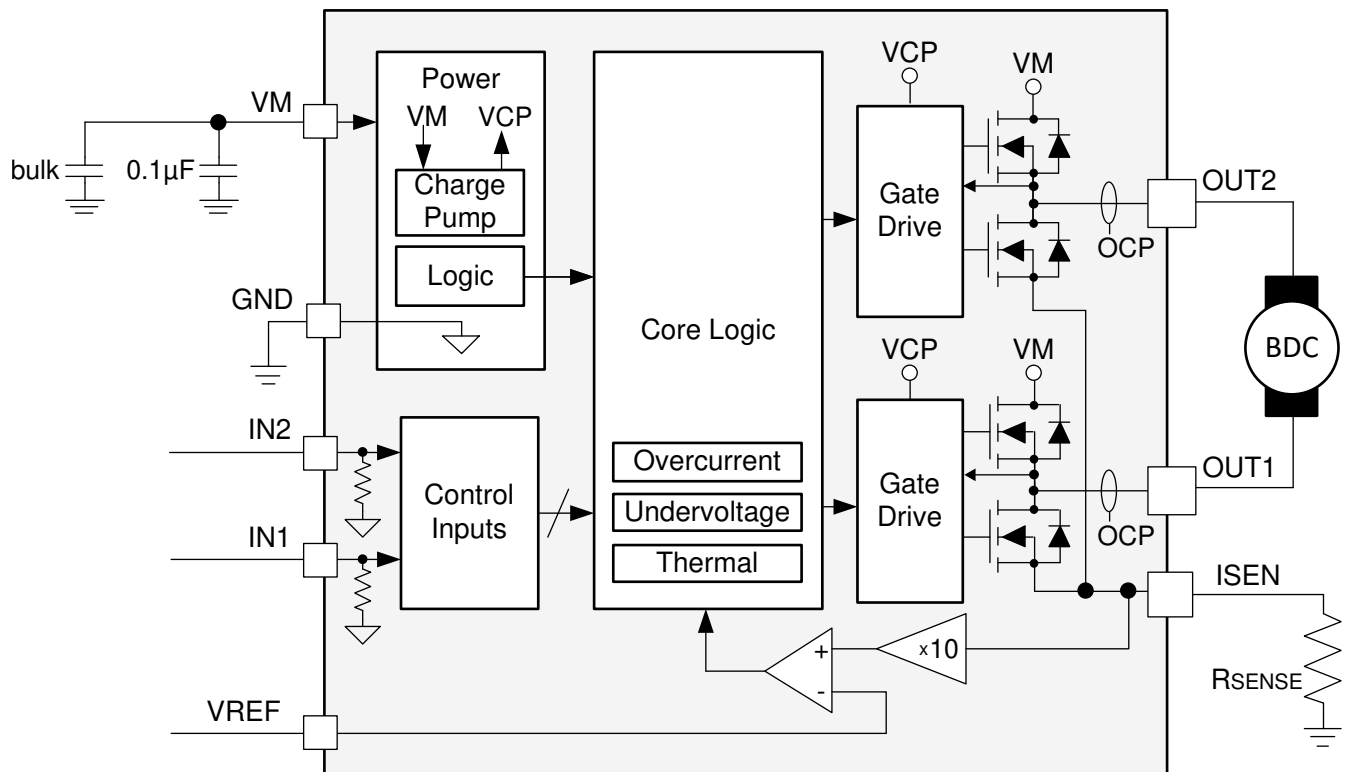 VM
bulk
0.1µF
Power
VM
VCP
Charge
Pump
Logic
GND
IN2
IN1
Control
Inputs
VREF
Core Logic
Overcurrent
Undervoltage
Thermal
VCP
VM
Gate
Drive
OCP
OUT2
BDC
VCP
VM
Gate
Drive
OCP
OUT1
ISEN
x10
+
-
RSENSE